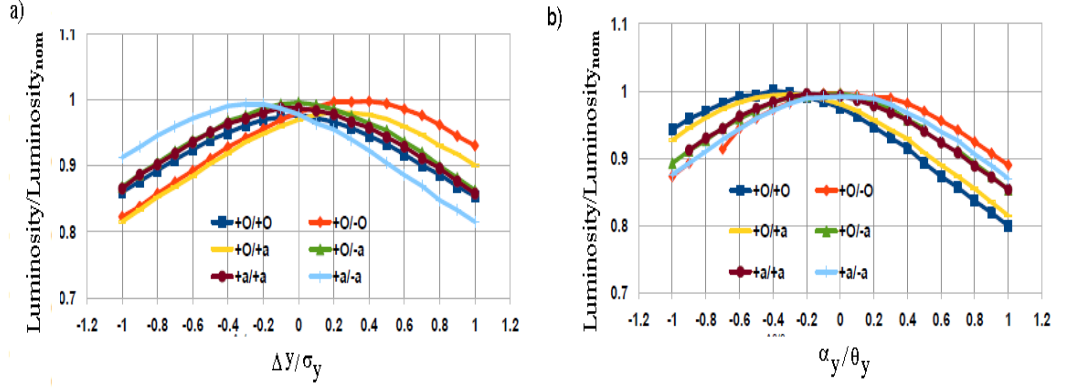 a)
Luminosity/Luminosity_nom
1.1
1
0.9
0.8
0.7
+O/+O
+O/-O
+O/+a
+O/-a
+a/+a
+a/-a
-1.2 -1 -0.8 -0.6 -0.4 -0.2 0 0.2 0.4 0.6 0.8 1 1.2
Δy/σ_y
b)
Luminosity/Luminosity_nom
1.1
1
0.9
0.8
0.7
+O/+O
+O/-O
+O/+a
+O/-a
+a/+a
+a/-a
-1.2 -1 -0.8 -0.6 -0.4 -0.2 0 0.2 0.4 0.6 0.8 1 1.2
α_y/θ_y